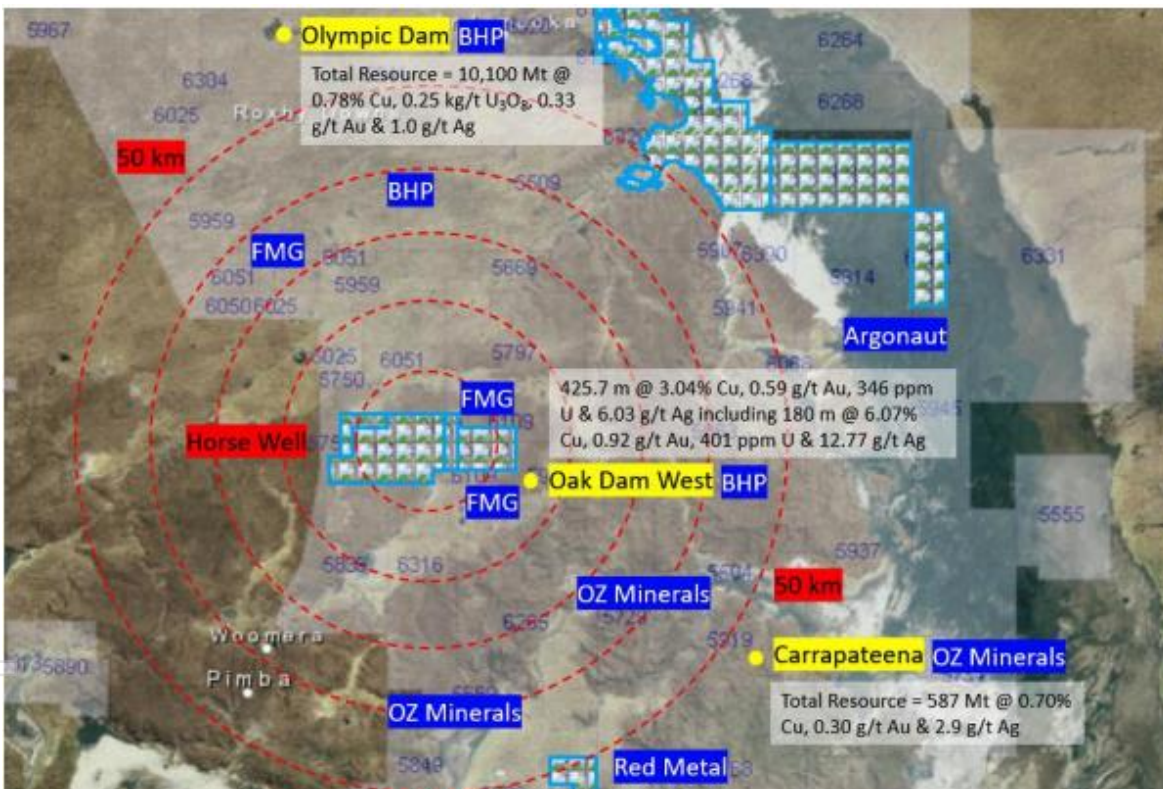 5967
Olympic Dam BHP
6264
Total Resource = 10,100 Mt @
0.78% Cu, 0.25 kg/t U₃O₈, 0.33
g/t Au & 1.0 g/t Ag
6304
6025
268
6268
50 km
BHP
5509
5959
FMG
6051
5669
6051
5959
6050
6025
5941
5914
6331
Argonaut
6025
6051
5797
5750
FMG
425.7 m @ 3.04% Cu, 0.59 g/t Au, 346 ppm
U & 6.03 g/t Ag including 180 m @ 6.07%
Cu, 0.92 g/t Au, 401 ppm U & 12.77 g/t Ag
Horse Well
Oak Dam West BHP
FMG
5555
5937
6316
50 km
OZ Minerals
6265
5919
Woomera
Carrapateena OZ Minerals
5890
Pimba
Total Resource = 587 Mt @ 0.70%
Cu, 0.30 g/t Au & 2.9 g/t Ag
OZ Minerals
5849
Red Metal